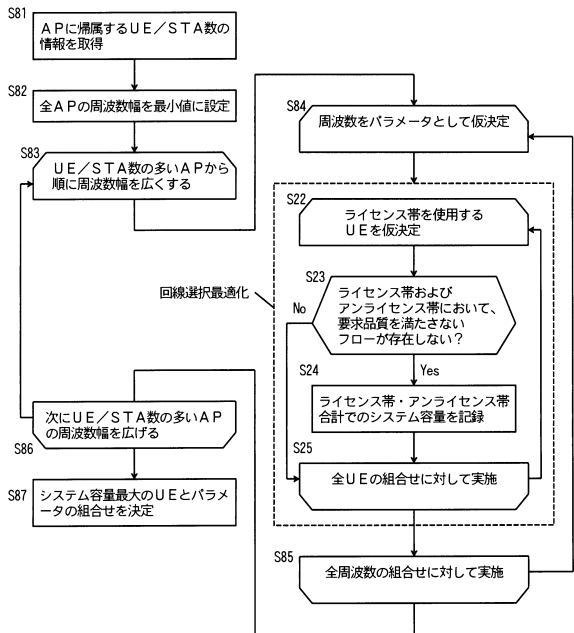 S81
APに帰属するUE／STA数の
情報を取得
S82
全APの周波数幅を最小値に設定
S83
UE／STA数の多いAPから
順に周波数幅を広くする
S84
周波数をパラメータとして仮決定
回線選択最適化
S22
ライセンス帯を使用する
UEを仮決定
S23
ライセンス帯および
アンライセンス帯において、
要求品質を満たさない
フローが存在しない？
No
Yes
S24
ライセンス帯・アンライセンス帯
合計でのシステム容量を記録
S25
全UEの組合せに対して実施
S85
全周波数の組合せに対して実施
次にUE／STA数の多いAP
の周波数幅を広げる
S86
S87
システム容量最大のUEとパラメ
ータの組合せを決定